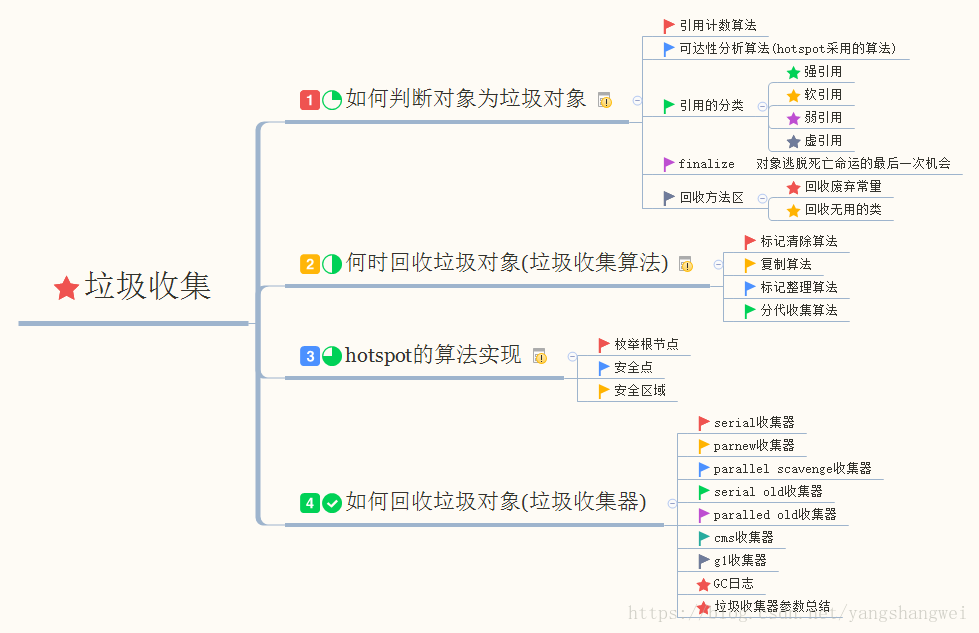 垃圾收集
1 如何判断对象为垃圾对象
引用计数算法
可达性分析算法(hotspot采用的算法)
引用的分类
强引用
软引用
弱引用
虚引用
finalize 对象逃脱死亡命运的最后一次机会
回收方法区
回收废弃常量
回收无用的类
2 何时回收垃圾对象(垃圾收集算法)
标记清除算法
复制算法
标记整理算法
分代收集算法
3 hotspot的算法实现
枚举根节点
安全点
安全区域
4 如何回收垃圾对象(垃圾收集器)
serial收集器
parnew收集器
parallel scavenge收集器
serial old收集器
paralled old收集器
cms收集器
g1收集器
GC日志
垃圾收集器参数总结
https://blog.csdn.net/yangshangwei